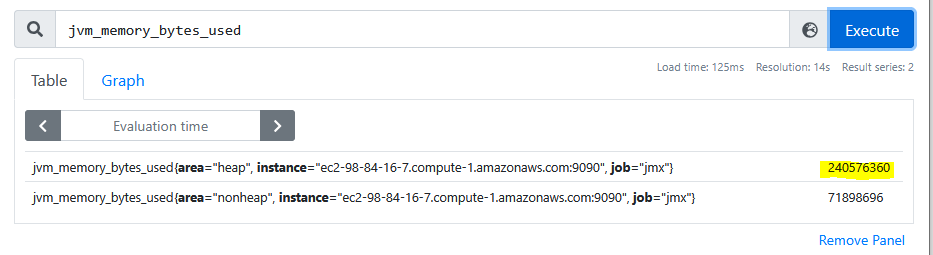 jvm_memory_bytes_used
Execute
Load time: 125ms Resolution: 14s Result series: 2
Table Graph
Evaluation time
jvm_memory_bytes_used{area="heap", instance="ec2-98-84-16-7.compute-1.amazonaws.com:9090", job="jmx"} 240576360
jvm_memory_bytes_used{area="nonheap", instance="ec2-98-84-16-7.compute-1.amazonaws.com:9090", job="jmx"} 71898696
Remove Panel